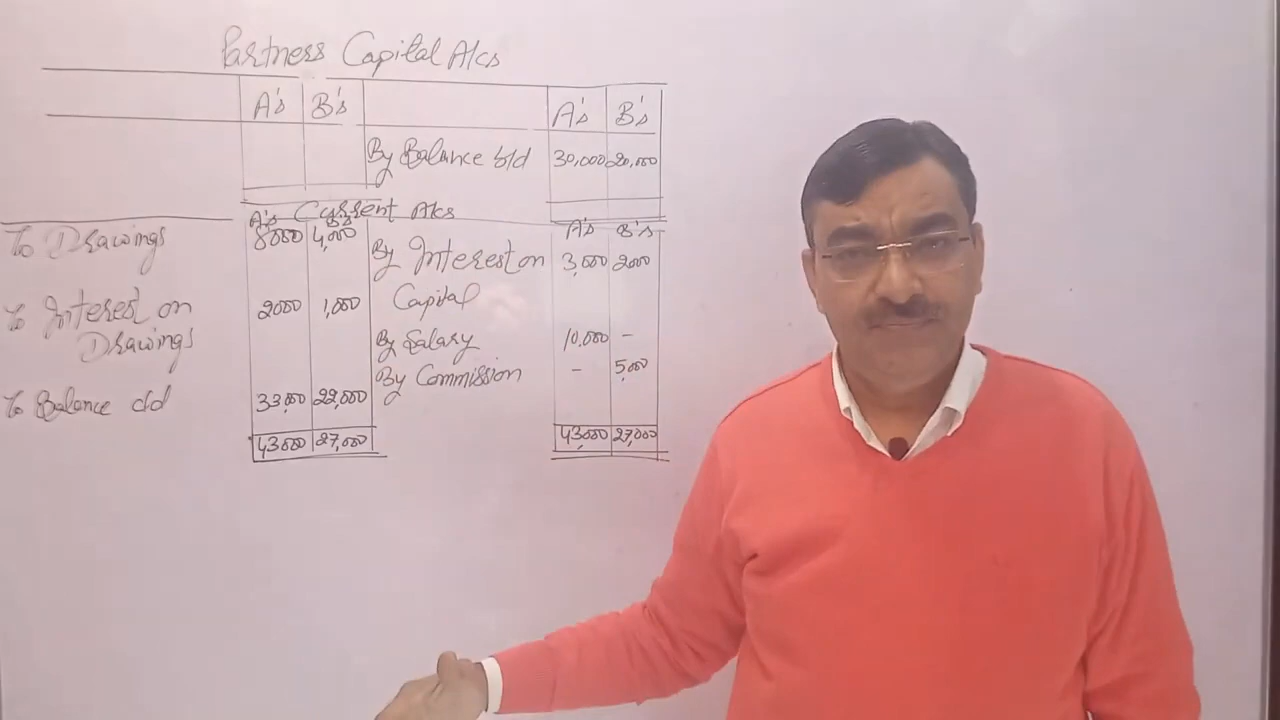 Partners Capital A/cs
A's B's A's B's
By Balance b/d 30,000 20,000
Current A/cs
A's B's A's B's
To Drawings 8000 4,000 By Interest on 3,000 2000
To Interest on 2000 1,000 Capital
Drawings By Salary 10,000 -
By Commission - 5,000
To Balance c/d 33,000 22,000
43000 27,000 43,000 27,000